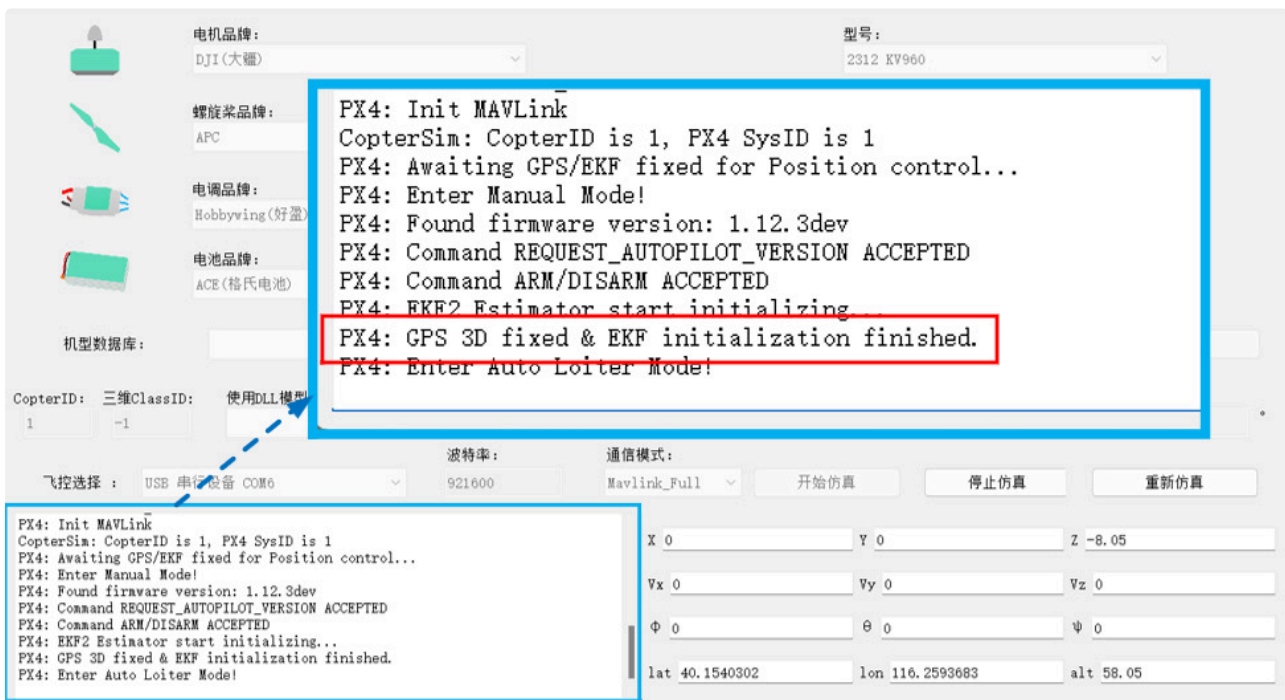 电机品牌：
型号：
DJI(大疆)
2312 KV960
螺旋桨品牌：
APC
电调品牌：
Hobbywing(好盈)
电池品牌：
ACE(格氏电池)
机型数据库：
PX4: Init MAVLink
CopterSim: CopterID is 1, PX4 SysID is 1
PX4: Awaiting GPS/EKF fixed for Position control...
PX4: Enter Manual Mode!
PX4: Found firmware version: 1.12.3dev
PX4: Command REQUEST_AUTOPILOT_VERSION ACCEPTED
PX4: Command ARM/DISARM ACCEPTED
PX4: EKF2 Estimator start initializing...
PX4: GPS 3D fixed & EKF initialization finished.
PX4: Enter Auto Loiter Mode!
CopterID: 三维ClassID: 使用DLL模型
1 -1
波特率： 通信模式：
飞控选择 ： USB 串行设备 COM6 921600 Mavlink_Full 开始仿真 停止仿真 重新仿真
PX4: Init MAVLink
CopterSim: CopterID is 1, PX4 SysID is 1
PX4: Awaiting GPS/EKF fixed for Position control...
PX4: Enter Manual Mode!
PX4: Found firmware version: 1.12.3dev
PX4: Command REQUEST_AUTOPILOT_VERSION ACCEPTED
PX4: Command ARM/DISARM ACCEPTED
PX4: EKF2 Estimator start initializing...
PX4: GPS 3D fixed & EKF initialization finished.
PX4: Enter Auto Loiter Mode!
X 0 Y 0 Z -8.05
Vx 0 Vy 0 Vz 0
Φ 0 θ 0 ψ 0
lat 40.1540302 lon 116.2593683 alt 58.05